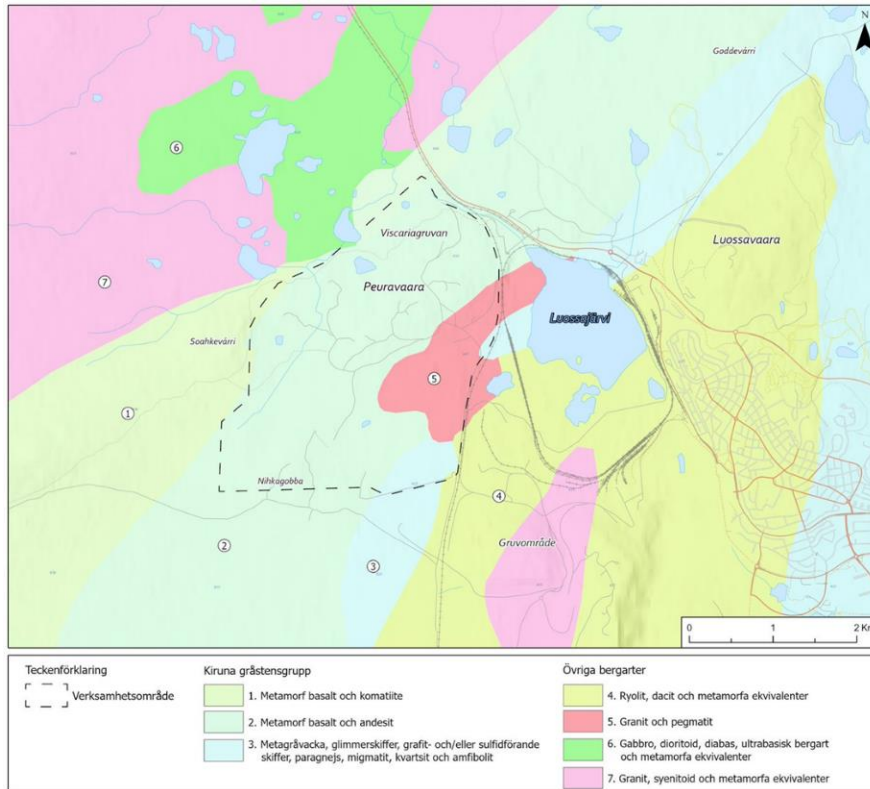 N
Goddevárri
6
Viscariagruvan
Luossavaara
7
Peuravaara
Luossajärvi
Soahkevárri
5
1
Nihkagobba
4
2
Gruvområde
3
0 1 2 Km
Teckenförklaring
Verksamhetsområde
Kiruna gråstensgrupp
1. Metamorf basalt och komatiite
2. Metamorf basalt och andesit
3. Metagråvacka, glimmerskiffer, grafit- och/eller sulfidförande
skiffer, paragnejs, migmatit, kvartsit och amfibolit
Övriga bergarter
4. Ryolit, dacit och metamorfa ekvivalenter
5. Granit och pegmatit
6. Gabbro, dioritoid, diabas, ultrabasisk bergart
och metamorfa ekvivalenter
7. Granit, syenitoid och metamorfa ekvivalenter